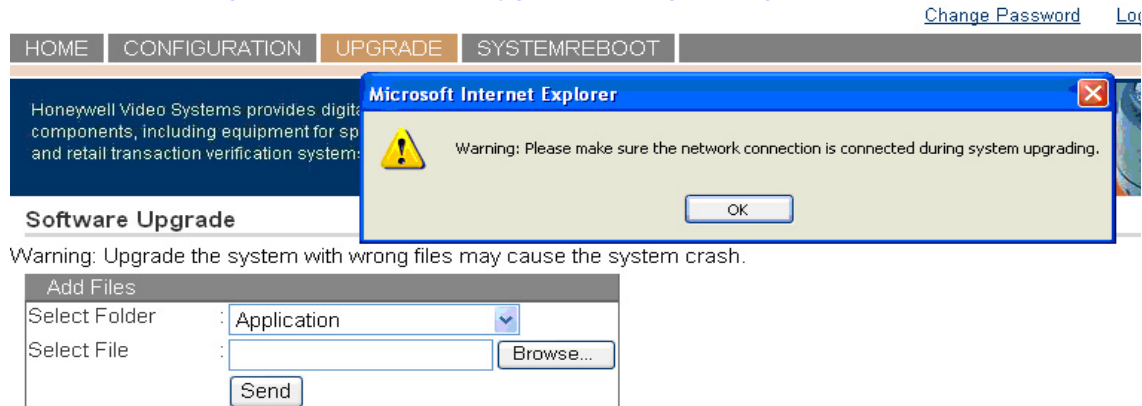 Change Password
HOME CONFIGURATION UPGRADE SYSTEMREBOOT
Microsoft Internet Explorer
Honeywell Video Systems provides
components, including equipment for
and retail transaction verification
Warning: Please make sure the network connection is connected during system upgrading.
OK
Software Upgrade
Warning: Upgrade the system with wrong files may cause the system crash.
Add Files
Select Folder : Application
Select File : Browse...
Send